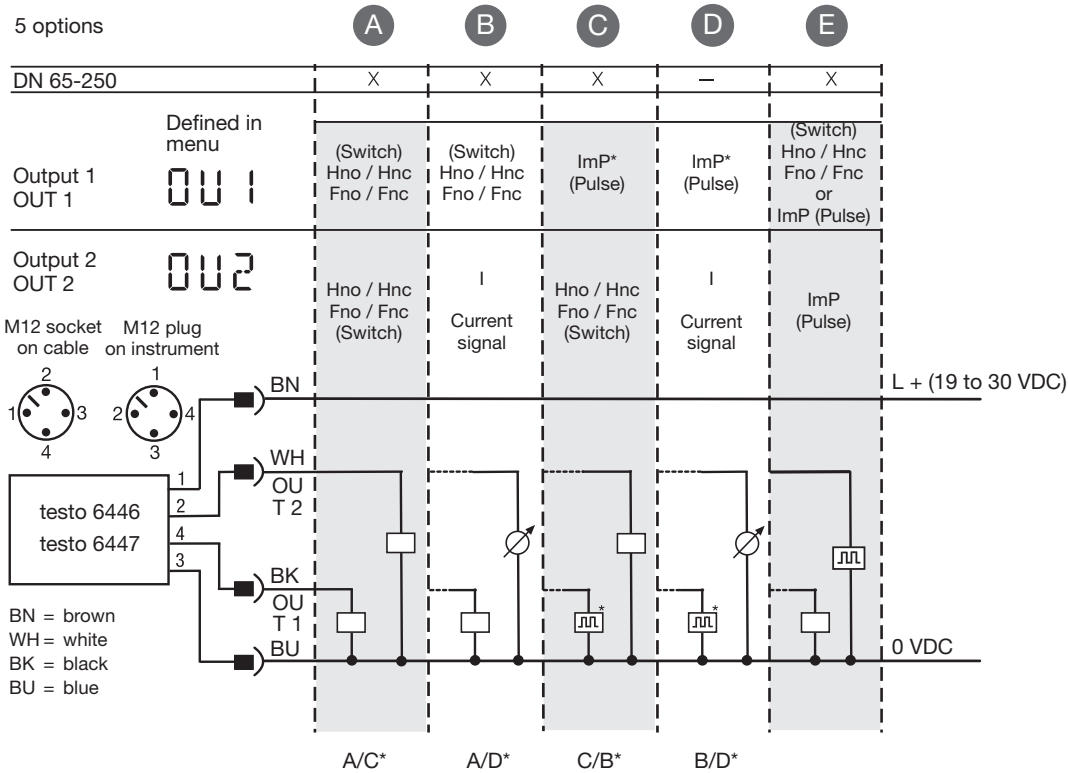 5 options
A B C D E
DN 65-250 X X X – X
Defined in
menu
Output 1
OUT 1
OU1
(Switch)
Hno / Hnc
Fno / Fnc
(Switch)
Hno / Hnc
Fno / Fnc
ImP*
(Pulse)
ImP*
(Pulse)
(Switch)
Hno / Hnc
Fno / Fnc
or
ImP (Pulse)
Output 2
OUT 2
OU2
Hno / Hnc
Fno / Fnc
(Switch)
I
Current
signal
Hno / Hnc
Fno / Fnc
(Switch)
I
Current
signal
ImP
(Pulse)
M12 socket
on cable
2
1 3
4
M12 plug
on instrument
1
2 4
3
BN
L + (19 to 30 VDC)
WH
OU
T 2
testo 6446
testo 6447
1
2
4
3
BK
OU
T 1
* *
BU
0 VDC
BN = brown
WH = white
BK = black
BU = blue
A/C* A/D* C/B* B/D*